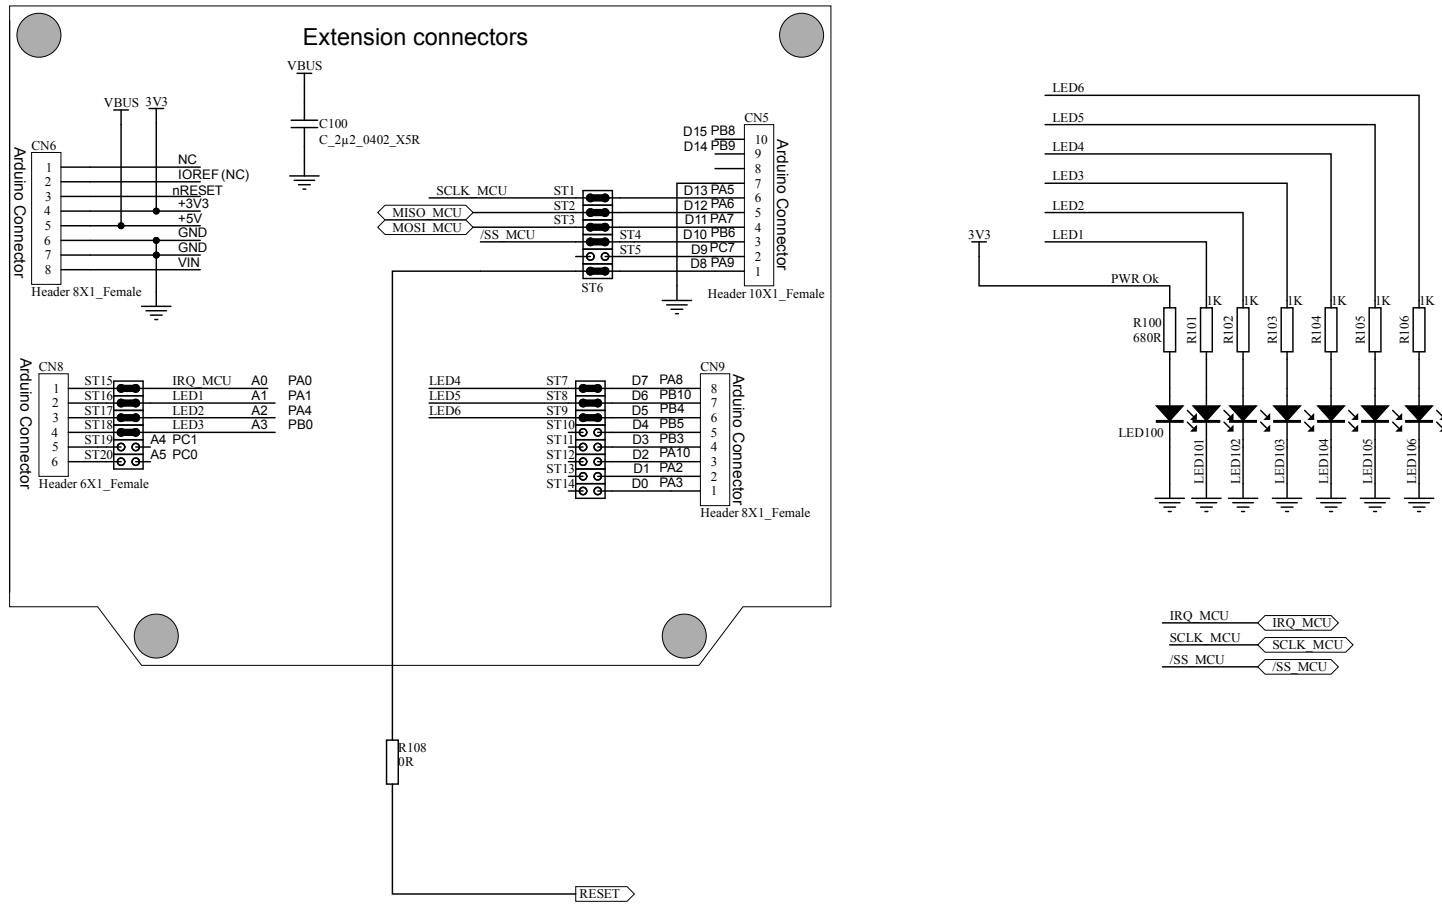 Extension connectors
VBUS
C100
C_2µ2_0402_X5R
VBUS 3V3
CN6
Arduino Connector
1 NC
2 IOREF (NC)
3 nRESET
4 +3V3
5 +5V
6 GND
7 GND
8 VIN
Header 8X1_Female
CN5
Arduino Connector
D15 PB8 10
D14 PB9 9
8
7
SCLK_MCU ST1 D13 PA5 6
MISO_MCU ST2 D12 PA6 5
MOSI_MCU ST3 D11 PA7 4
/SS_MCU ST4 D10 PB6 3
ST5 D9 PC7 2
D8 PA9 1
ST6
Header 10X1_Female
CN8
Arduino Connector
1 ST15 IRQ_MCU A0 PA0
2 ST16 LED1 A1 PA1
3 ST17 LED2 A2 PA4
4 ST18 LED3 A3 PB0
5 ST19 A4 PC1
6 ST20 A5 PC0
Header 6X1_Female
CN9
Arduino Connector
LED4 ST7 D7 PA8 8
LED5 ST8 D6 PB10 7
LED6 ST9 D5 PB4 6
ST10 D4 PB5 5
ST11 D3 PB3 4
ST12 D2 PA10 3
ST13 D1 PA2 2
ST14 D0 PA3 1
Header 8X1_Female
R108
0R
RESET
LED6
LED5
LED4
LED3
LED2
3V3 LED1
PWR Ok
1K 1K 1K 1K 1K 1K
R100 R101 R102 R103 R104 R105 R106
680R
LED100 LED101 LED102 LED103 LED104 LED105 LED106
IRQ_MCU IRQ_MCU
SCLK_MCU SCLK_MCU
/SS_MCU /SS_MCU